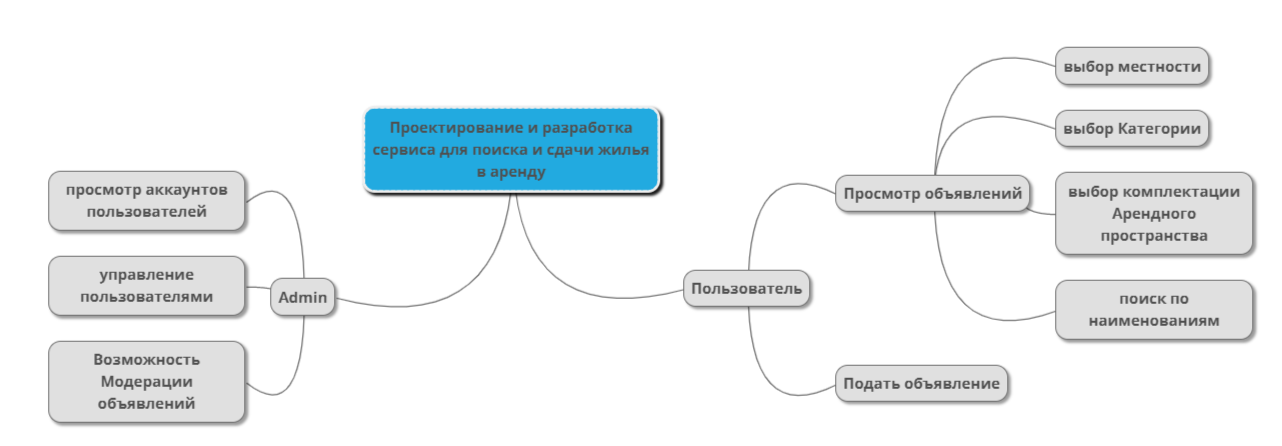 Проектирование и разработка
сервиса для поиска и сдачи жилья
в аренду
просмотр аккаунтов
пользователей
управление
пользователями
Возможность
Модерации
объявлений
Admin
Пользователь
Просмотр объявлений
Подать объявление
выбор местности
выбор Категории
выбор комплектации
Арендного
пространства
поиск по
наименованиям